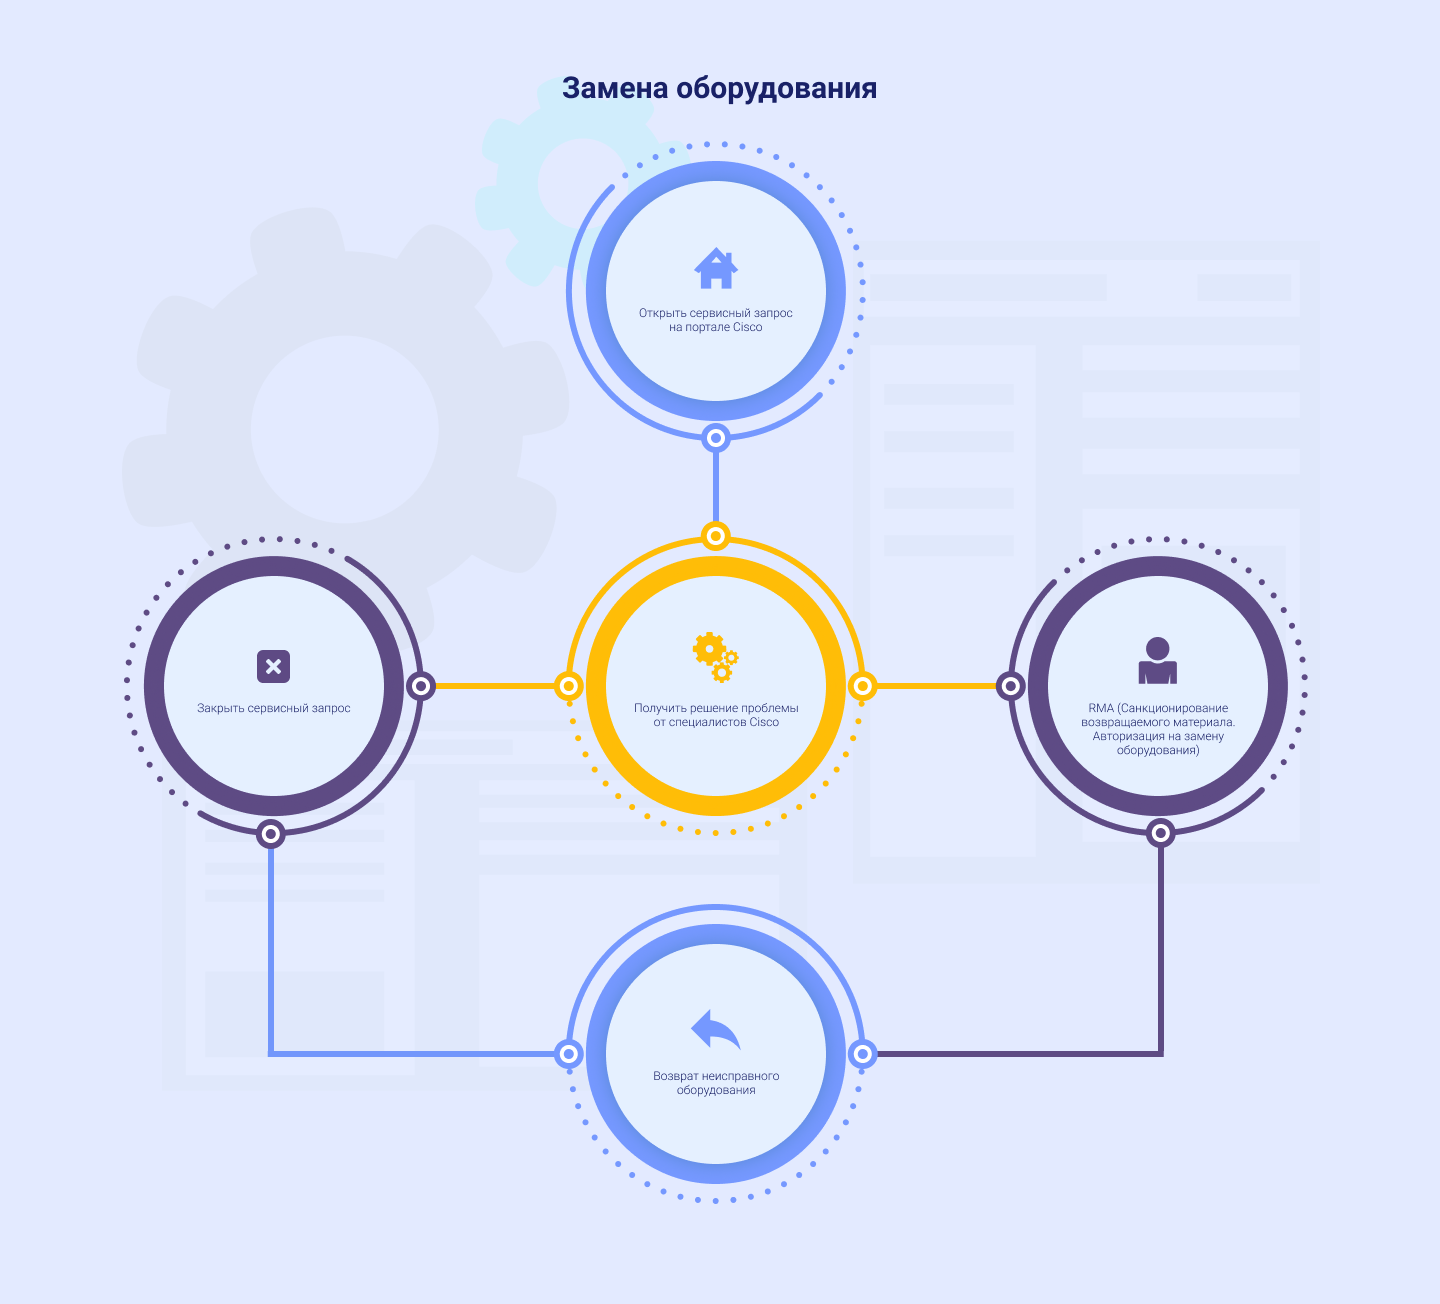 Замена оборудования
Открыть сервисный запрос
на портале Cisco
Закрыть сервисный запрос
Получить решение проблемы
от специалистов Cisco
RMA (Санкционирование
возвращаемого материала.
Авторизация на замену
оборудования)
Возврат неисправного
оборудования